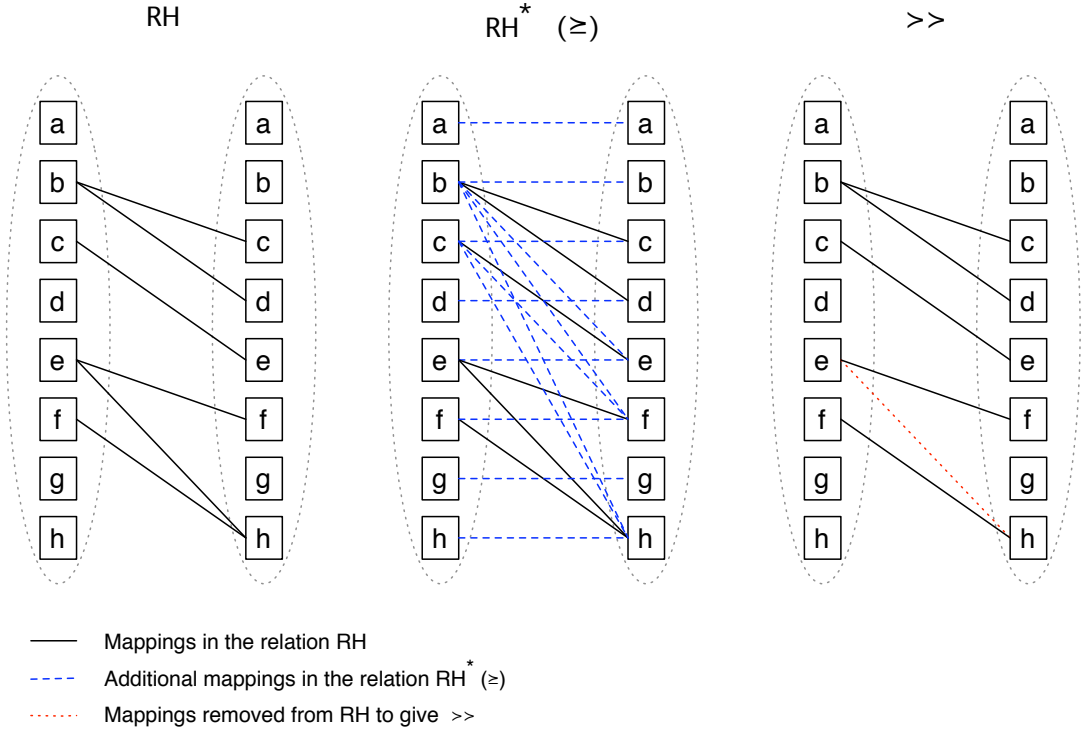 RH RH* (≥) >>
a a a a a a
b b b b b b
c c c c c c
d d d d d d
e e e e e e
f f f f f f
g g g g g g
h h h h h h
Mappings in the relation RH
Additional mappings in the relation RH* (≥)
Mappings removed from RH to give >>